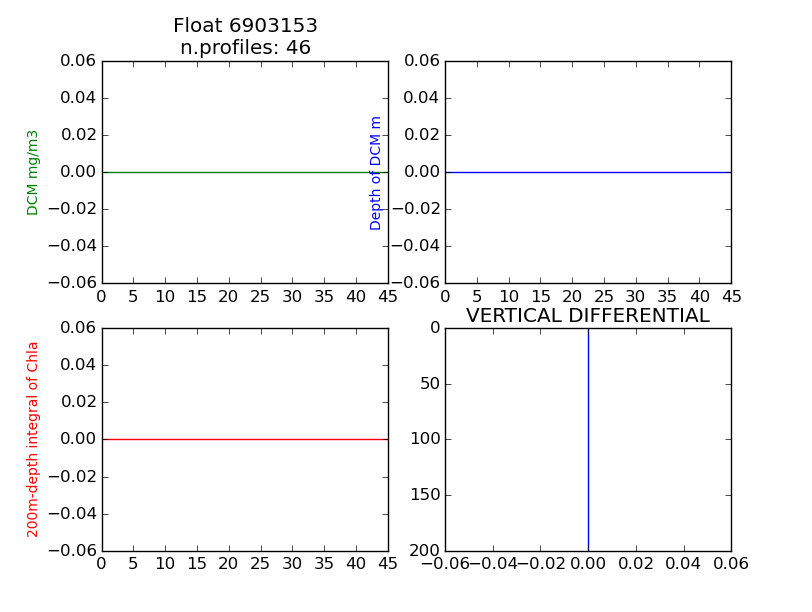 Float 6903153
n.profiles: 46
DCM mg/m3
0.06
0.04
0.02
0.00
−0.02
−0.04
−0.06
0 5 10 15 20 25 30 35 40 45
Depth of DCM m
0.06
0.04
0.02
0.00
−0.02
−0.04
−0.06
0 5 10 15 20 25 30 35 40 45
200m-depth integral of Chla
0.06
0.04
0.02
0.00
−0.02
−0.04
−0.06
0 5 10 15 20 25 30 35 40 45
VERTICAL DIFFERENTIAL
0
50
100
150
200
−0.06 −0.04 −0.02 0.00 0.02 0.04 0.06